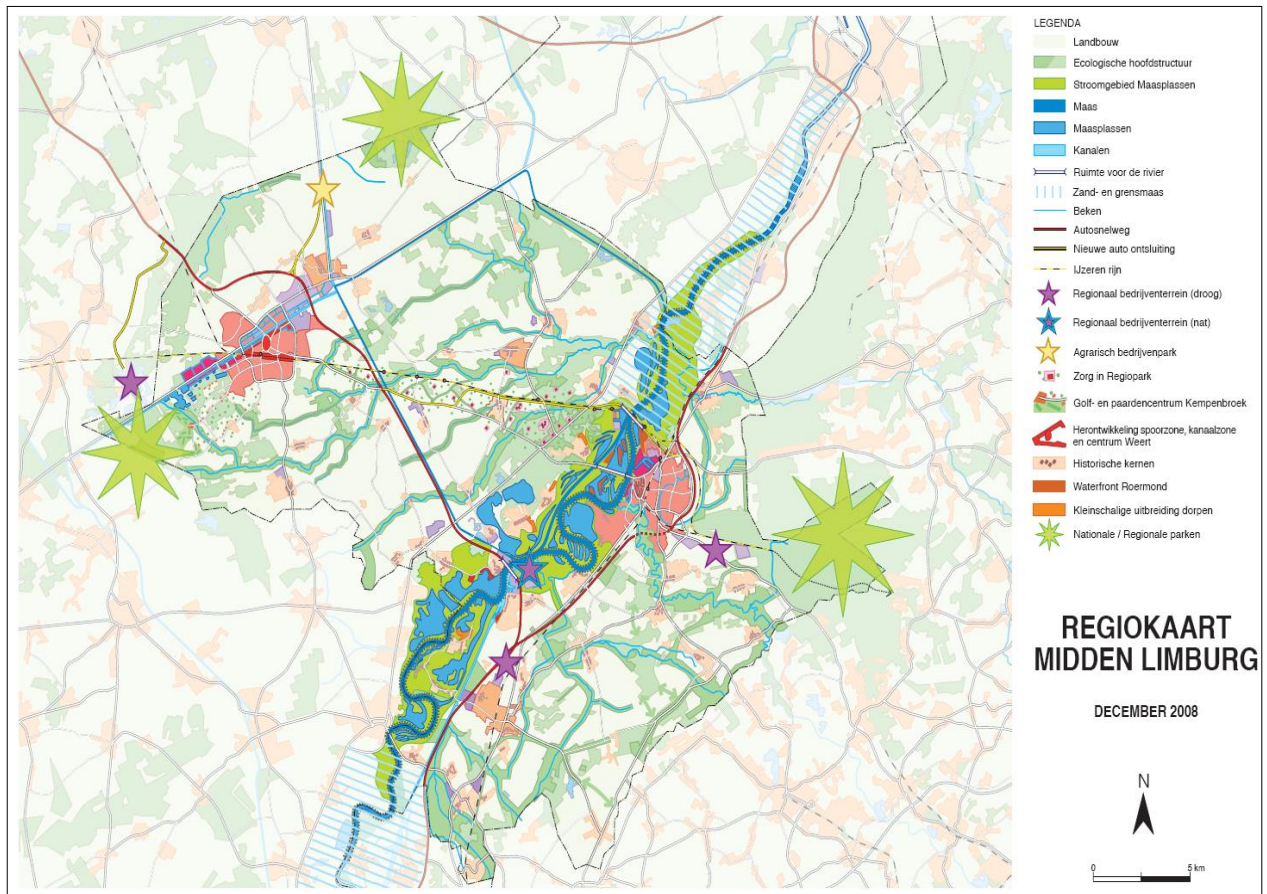 LEGENDA
Landbouw
Ecologische hoofdstructuur
Stroomgebied Maasplassen
Maas
Maasplassen
Kanalen
Ruimte voor de rivier
Zand- en grensmaas
Beken
Autosnelweg
Nieuwe auto ontsluiting
IJzeren rijn
Regionaal bedrijventerrein (droog)
Regionaal bedrijventerrein (nat)
Agrarisch bedrijvenpark
Zorg in Regiopark
Golf- en paardencentrum Kempenbroek
Herontwikkeling spoorzone, kanaalzone
en centrum Weert
Historische kernen
Waterfront Roermond
Kleinschalige uitbreiding dorpen
Nationale / Regionale parken
REGIOKAART
MIDDEN LIMBURG
DECEMBER 2008
N
0 5 km